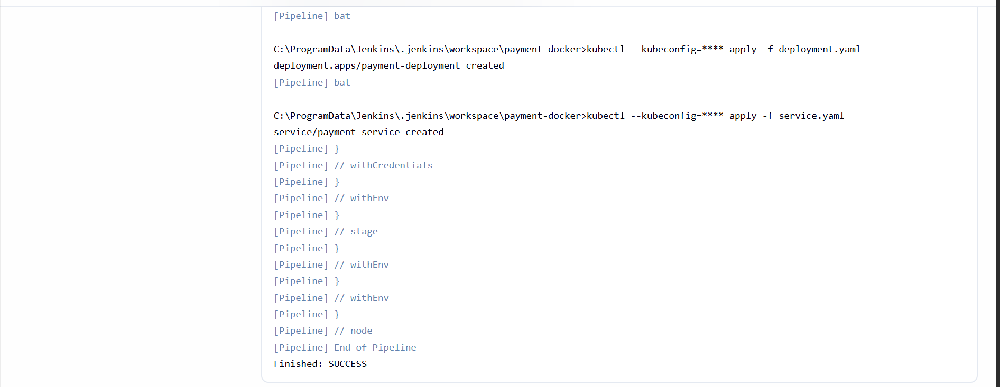 [Pipeline] bat
C:\ProgramData\Jenkins\.jenkins\workspace\payment-docker>kubectl --kubeconfig=**** apply -f deployment.yaml
deployment.apps/payment-deployment created
[Pipeline] bat
C:\ProgramData\Jenkins\.jenkins\workspace\payment-docker>kubectl --kubeconfig=**** apply -f service.yaml
service/payment-service created
[Pipeline] }
[Pipeline] // withCredentials
[Pipeline] }
[Pipeline] // withEnv
[Pipeline] }
[Pipeline] // stage
[Pipeline] }
[Pipeline] // withEnv
[Pipeline] }
[Pipeline] // withEnv
[Pipeline] }
[Pipeline] // node
[Pipeline] End of Pipeline
Finished: SUCCESS